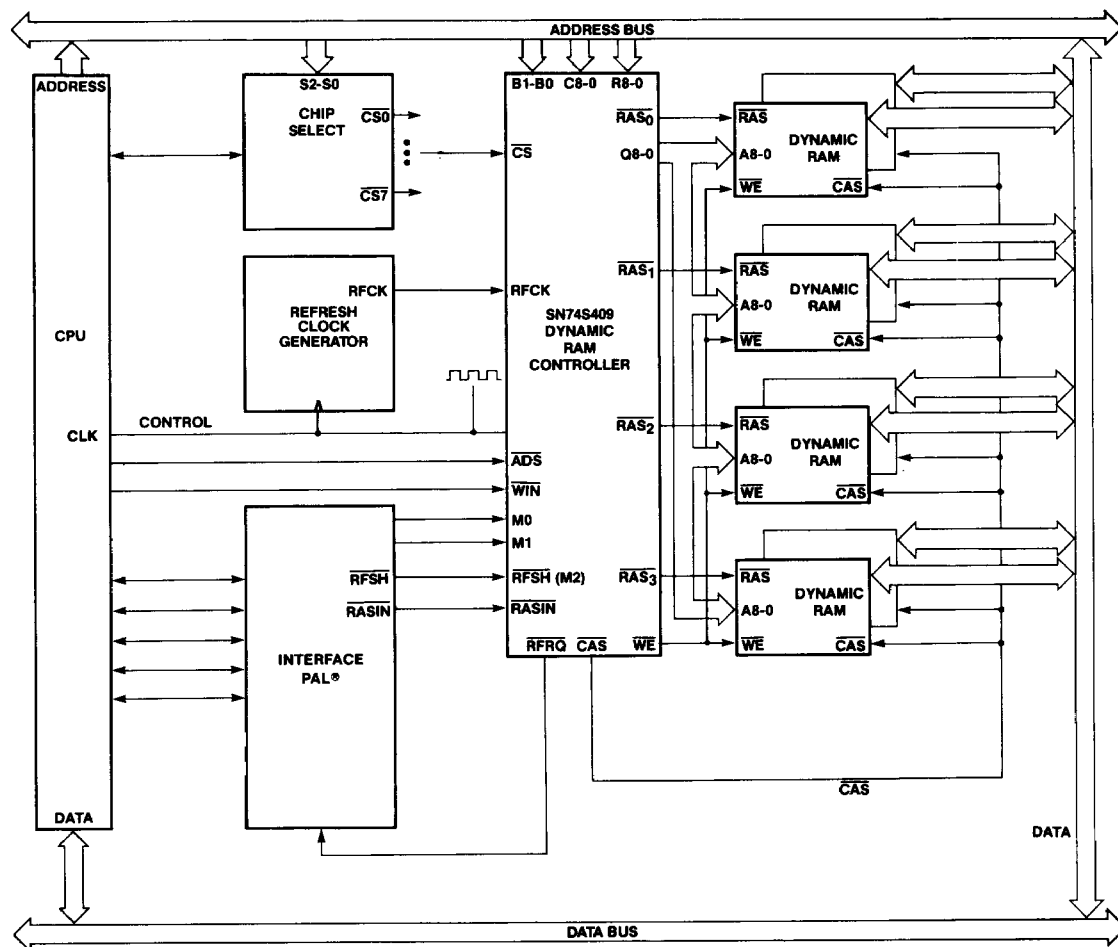 ADDRESS BUS
ADDRESS
S2-S0
CHIP
SELECT
CS0
CS7
B1-B0 C8-0 R8-0
CS
RAS0
Q8-0
RAS
A8-0
WE
DYNAMIC
RAM
CAS
CPU
REFRESH
CLOCK
GENERATOR
RFCK
RFCK
SN74S409
DYNAMIC
RAM
CONTROLLER
RAS1
RAS
A8-0
WE
DYNAMIC
RAM
CAS
CLK
CONTROL
ADS
WIN
M0
M1
RAS2
RAS
A8-0
WE
DYNAMIC
RAM
CAS
RFSH
RASIN
INTERFACE
PAL®
RFSH (M2)
RASIN
RAS3
RFRQ CAS WE
RAS
A8-0
WE
DYNAMIC
RAM
CAS
CAS
DATA
DATA
DATA BUS